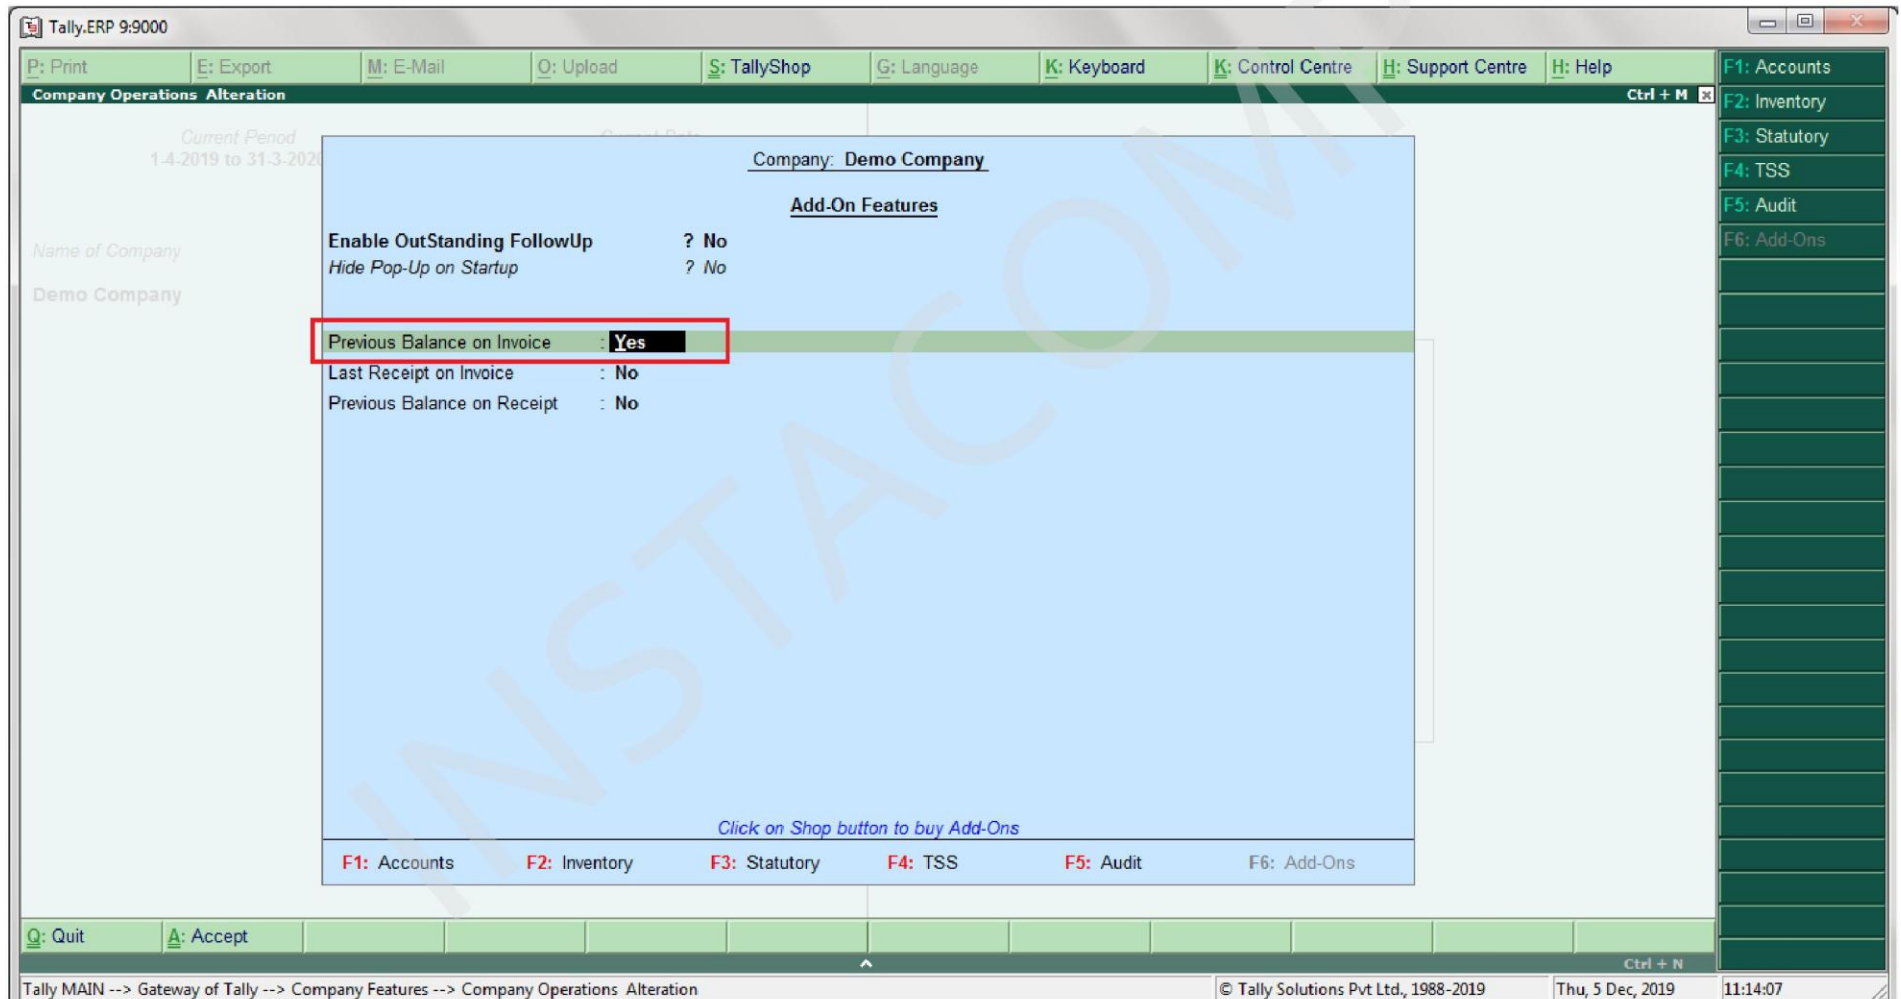 Tally.ERP 9:9000
P: Print E: Export M: E-Mail O: Upload S: TallyShop G: Language K: Keyboard K: Control Centre H: Support Centre H: Help
Company Operations Alteration Ctrl + M
Current Period Current Date
1-4-2019 to 31-3-2020
Name of Company
Demo Company
Company: Demo Company
Add-On Features
Enable OutStanding FollowUp ? No
Hide Pop-Up on Startup ? No
Previous Balance on Invoice : Yes
Last Receipt on Invoice : No
Previous Balance on Receipt : No
Click on Shop button to buy Add-Ons
F1: Accounts F2: Inventory F3: Statutory F4: TSS F5: Audit F6: Add-Ons
F1: Accounts
F2: Inventory
F3: Statutory
F4: TSS
F5: Audit
F6: Add-Ons
Q: Quit A: Accept
Ctrl + N
Tally MAIN --> Gateway of Tally --> Company Features --> Company Operations Alteration © Tally Solutions Pvt Ltd., 1988-2019 Thu, 5 Dec, 2019 11:14:07
INSTACOMP